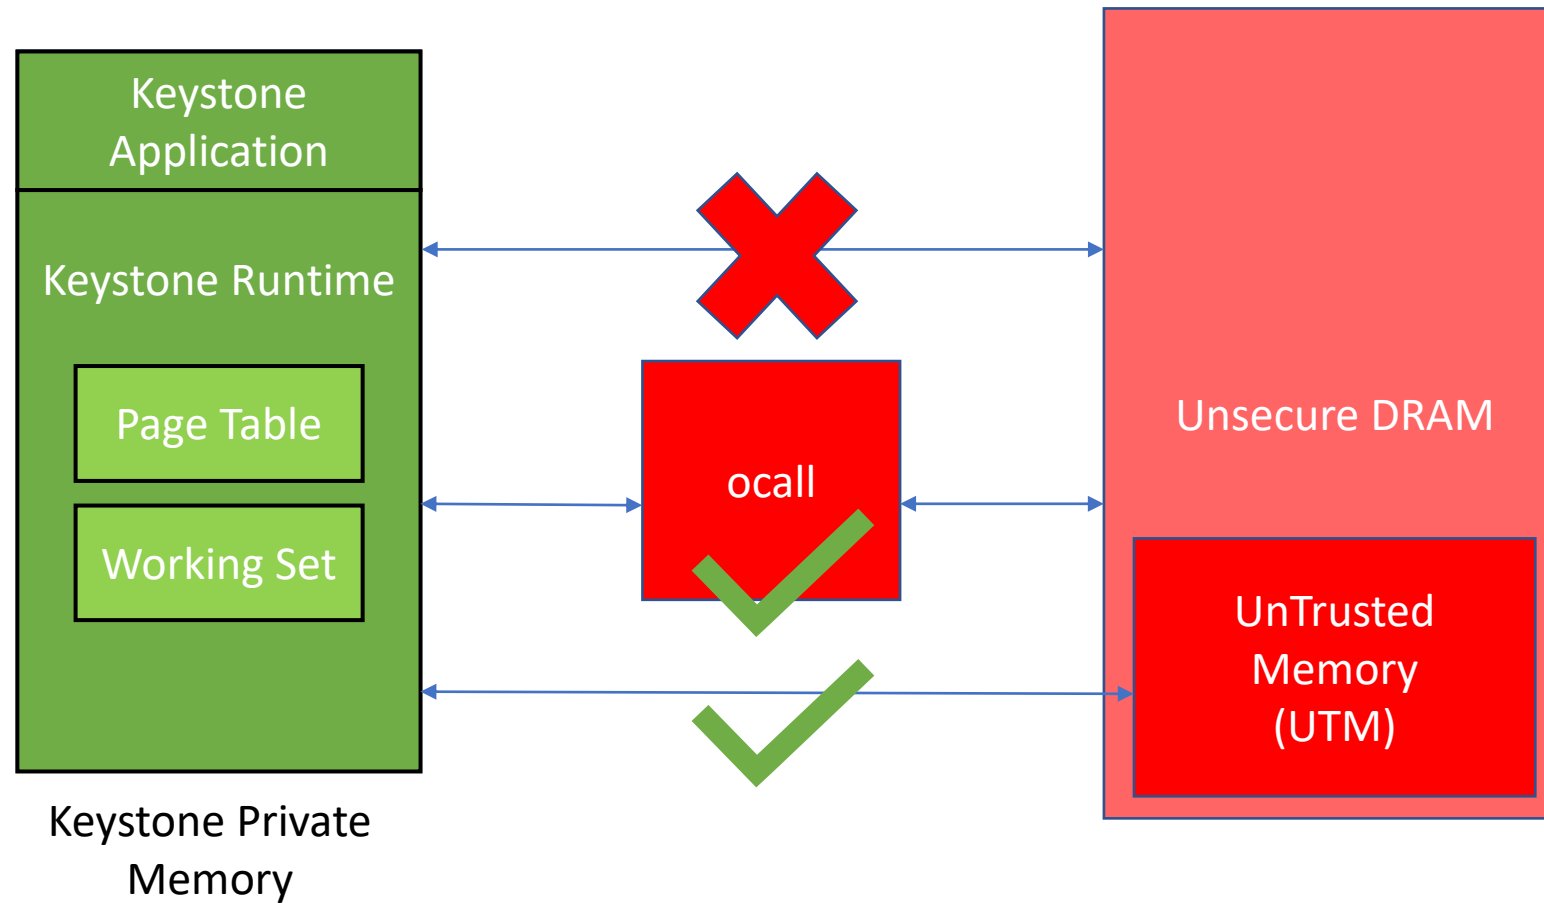 Keystone
Application
Keystone Runtime
Page Table
Working Set
Keystone Private
Memory
ocall
Unsecure DRAM
UnTrusted
Memory
(UTM)